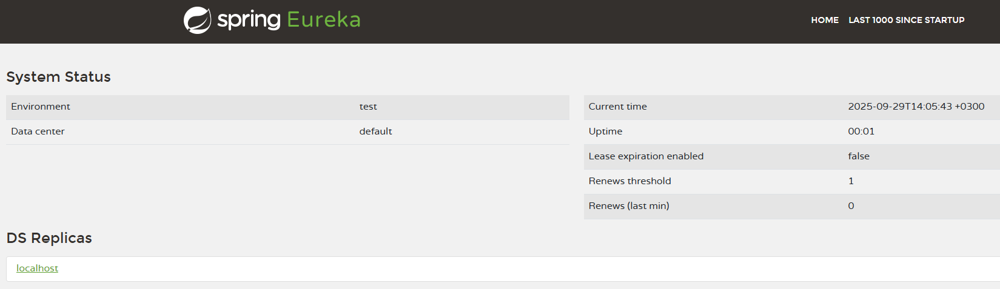 spring Eureka
HOME LAST 1000 SINCE STARTUP
System Status
Environment test
Data center default
Current time 2025-09-29T14:05:43 +0300
Uptime 00:01
Lease expiration enabled false
Renews threshold 1
Renews (last min) 0
DS Replicas
localhost